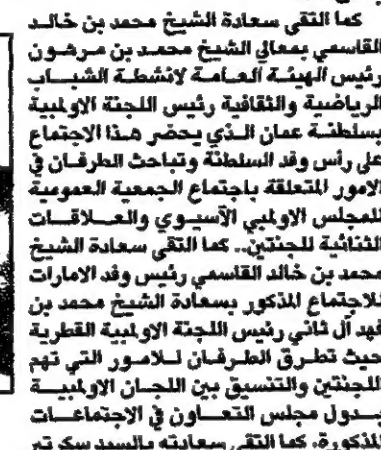 كما التقى سعادة الشيخ محمد بن خالد
القاسمي بمعالي الشيخ محمد بن مرهون
رئيس الهيئة العامة لانشطة الشباب
الرياضية والثقافية رئيس اللجنة الاولمبية
بسلطنة عمان الذي يحضر هذا الاجتماع
على رأس وفد السلطنة وتباحث الطرفان في
الامور المتعلقة باجتماع الجمعية العمومية
للمجلس الاولمبي الآسيوي والعلاقات
الثنائية للجنتين.. كما التقى سعادة الشيخ
محمد بن خالد القاسمي رئيس وفد الامارات
للاجتماع المذكور بسعادة الشيخ محمد بن
فهد آل ثاني رئيس اللجنة الاولمبية القطرية
حيث تطرق الطرفان للامور التي تهم
اللجنتين والتنسيق بين اللجان الاولمبية
بدول مجلس التعاون في الاجتماعات
المذكورة. كما التقى سعادته بالسيد سكرتير